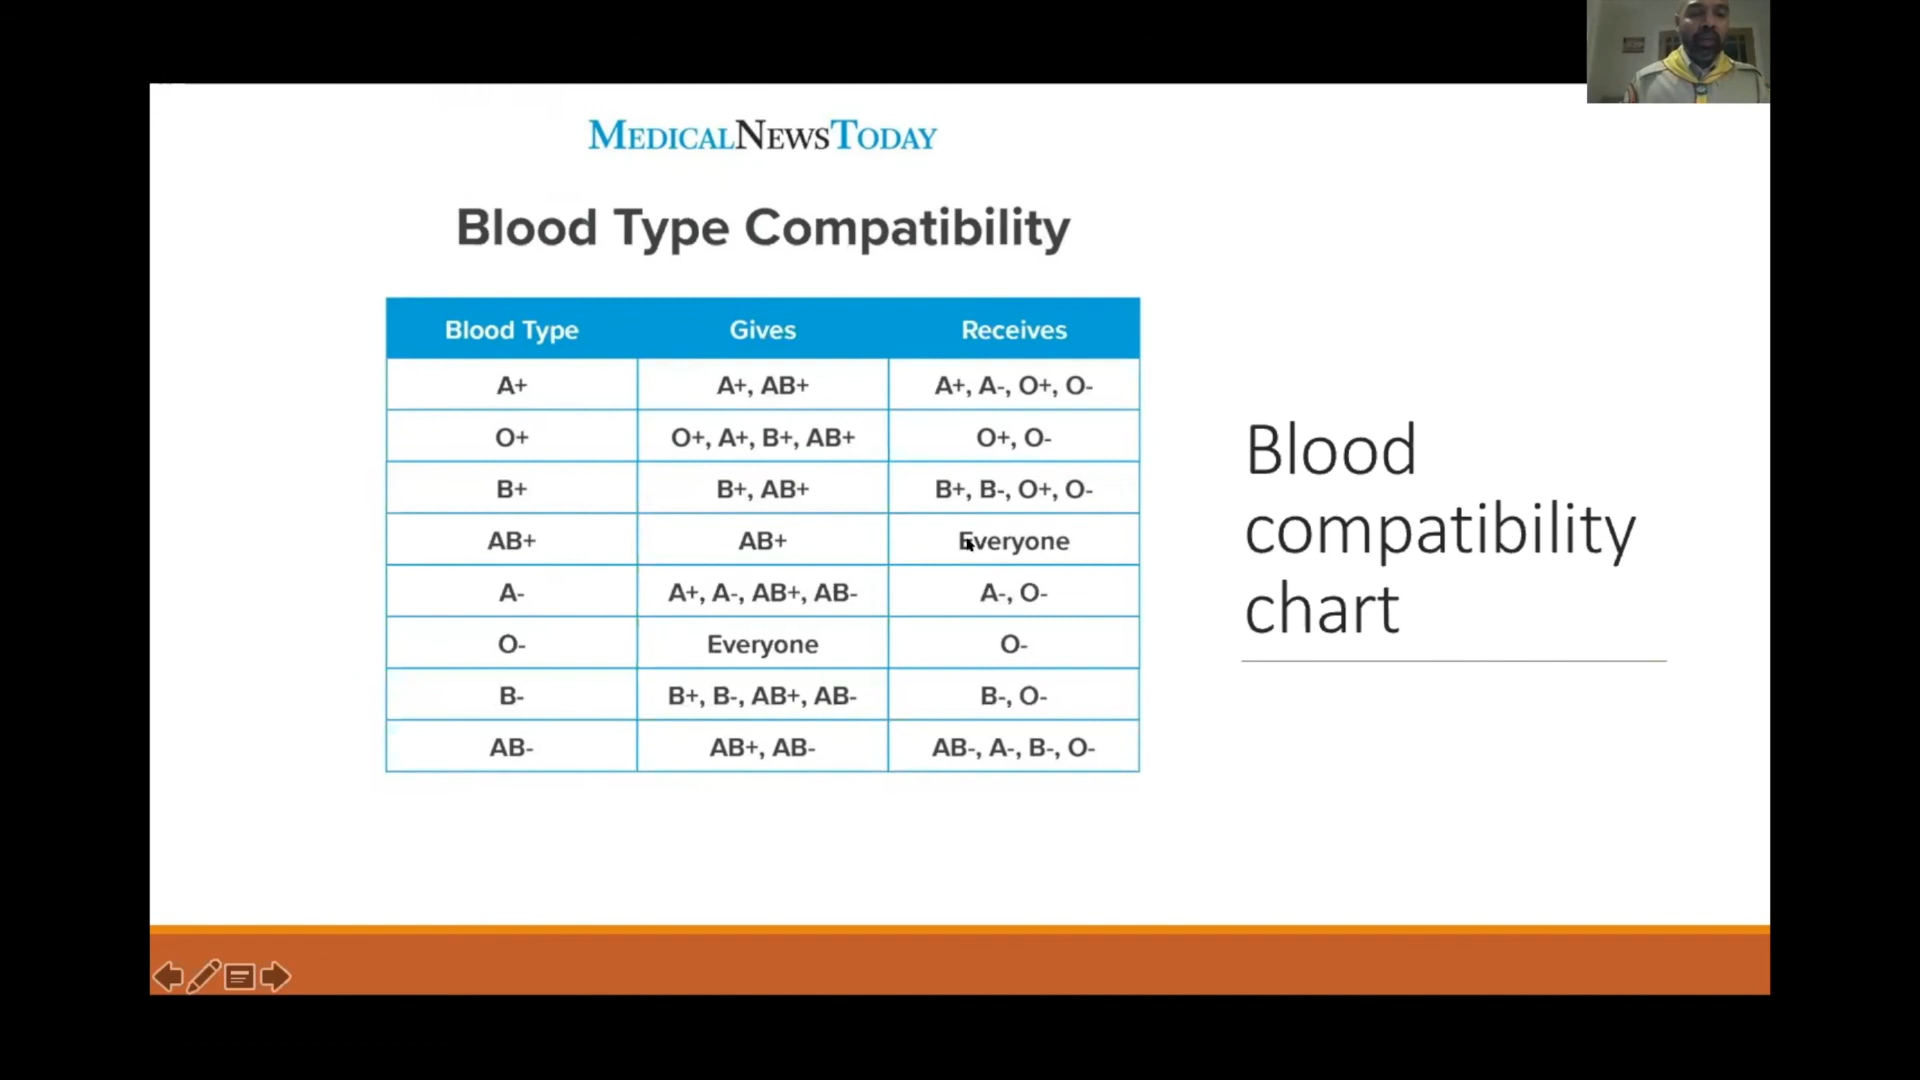 MEDICALNEWSTODAY
Blood Type Compatibility
Blood Type Gives Receives
A+ A+, AB+ A+, A-, O+, O-
O+ O+, A+, B+, AB+ O+, O-
B+ B+, AB+ B+, B-, O+, O-
AB+ AB+ Everyone
A- A+, A-, AB+, AB- A-, O-
O- Everyone O-
B- B+, B-, AB+, AB- B-, O-
AB- AB+, AB- AB-, A-, B-, O-
Blood
compatibility
chart